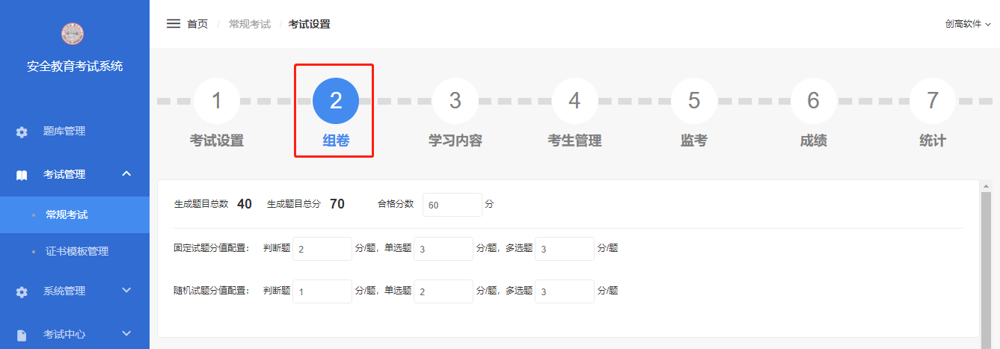 首页 / 常规考试 / 考试设置
创高软件
安全教育考试系统
题库管理
考试管理
常规考试
证书模板管理
系统管理
考试中心
1
2
3
4
5
6
7
考试设置
组卷
学习内容
考生管理
监考
成绩
统计
生成题目总数 40 生成题目总分 70 合格分数 60 分
固定试题分值配置： 判断题 2 分/题，单选题 3 分/题，多选题 3 分/题
随机试题分值配置： 判断题 1 分/题，单选题 2 分/题，多选题 3 分/题